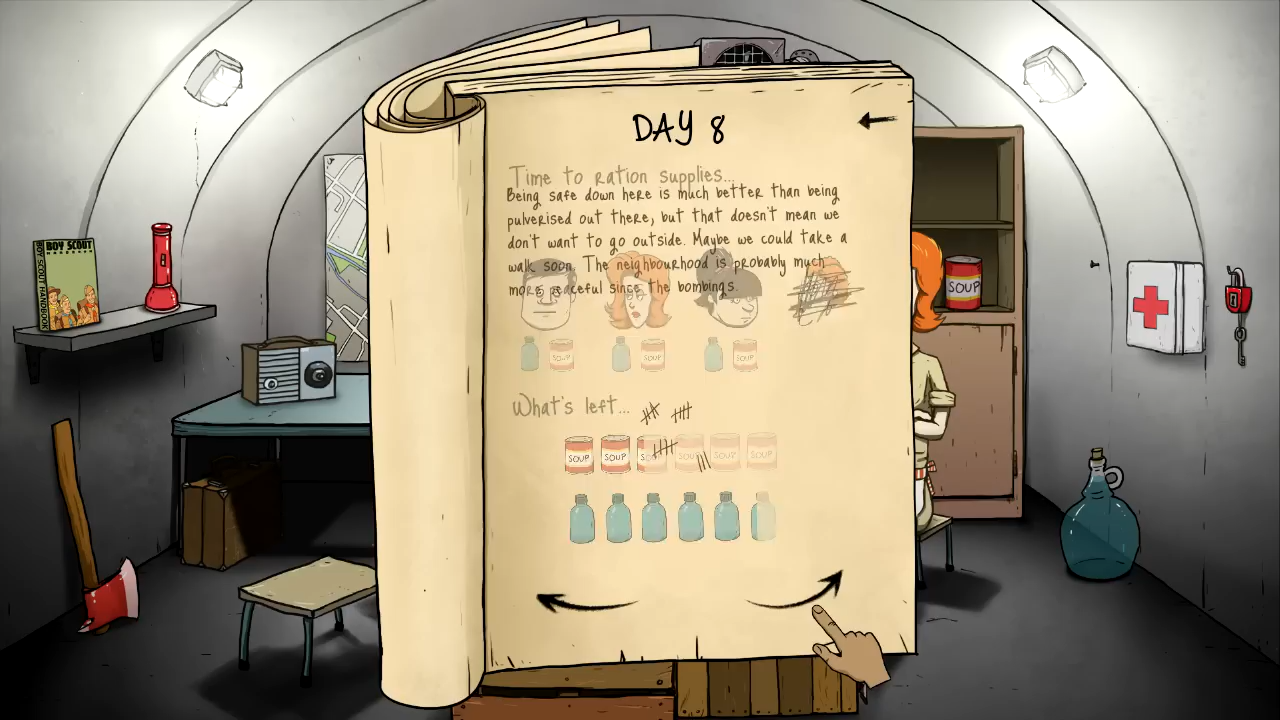 DAY 8
Time to ration supplies...
Being safe down here is much better than being
pulverised out there, but that doesn't mean we
don't want to go outside. Maybe we could take a
walk soon. The neighbourhood is probably much
more peaceful since the bombings.
SOUP SOUP SOUP
What's left...
SOUP SOUP SOUP SOUP SOUP SOUP
BOY SCOUT
BOY SCOUT HANDBOOK
SOUP